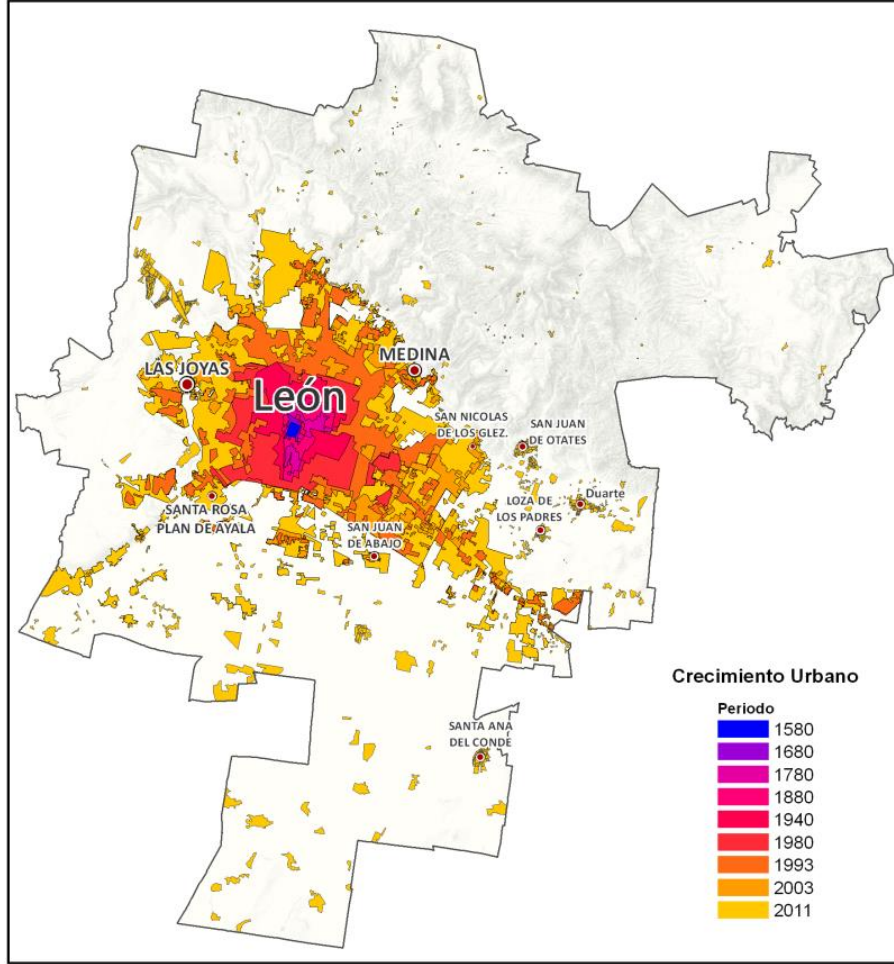 LAS JOYAS
León
MEDINA
SAN NICOLAS
DE LOS GLEZ.
SAN JUAN
DE OTATES
LOZA DE
LOS PADRES
Duarte
SANTA ROSA
PLAN DE AYALA
SAN JUAN
DE ABAJO
SANTA ANA
DEL CONDE
Crecimiento Urbano
Periodo
1580
1680
1780
1880
1940
1980
1993
2003
2011